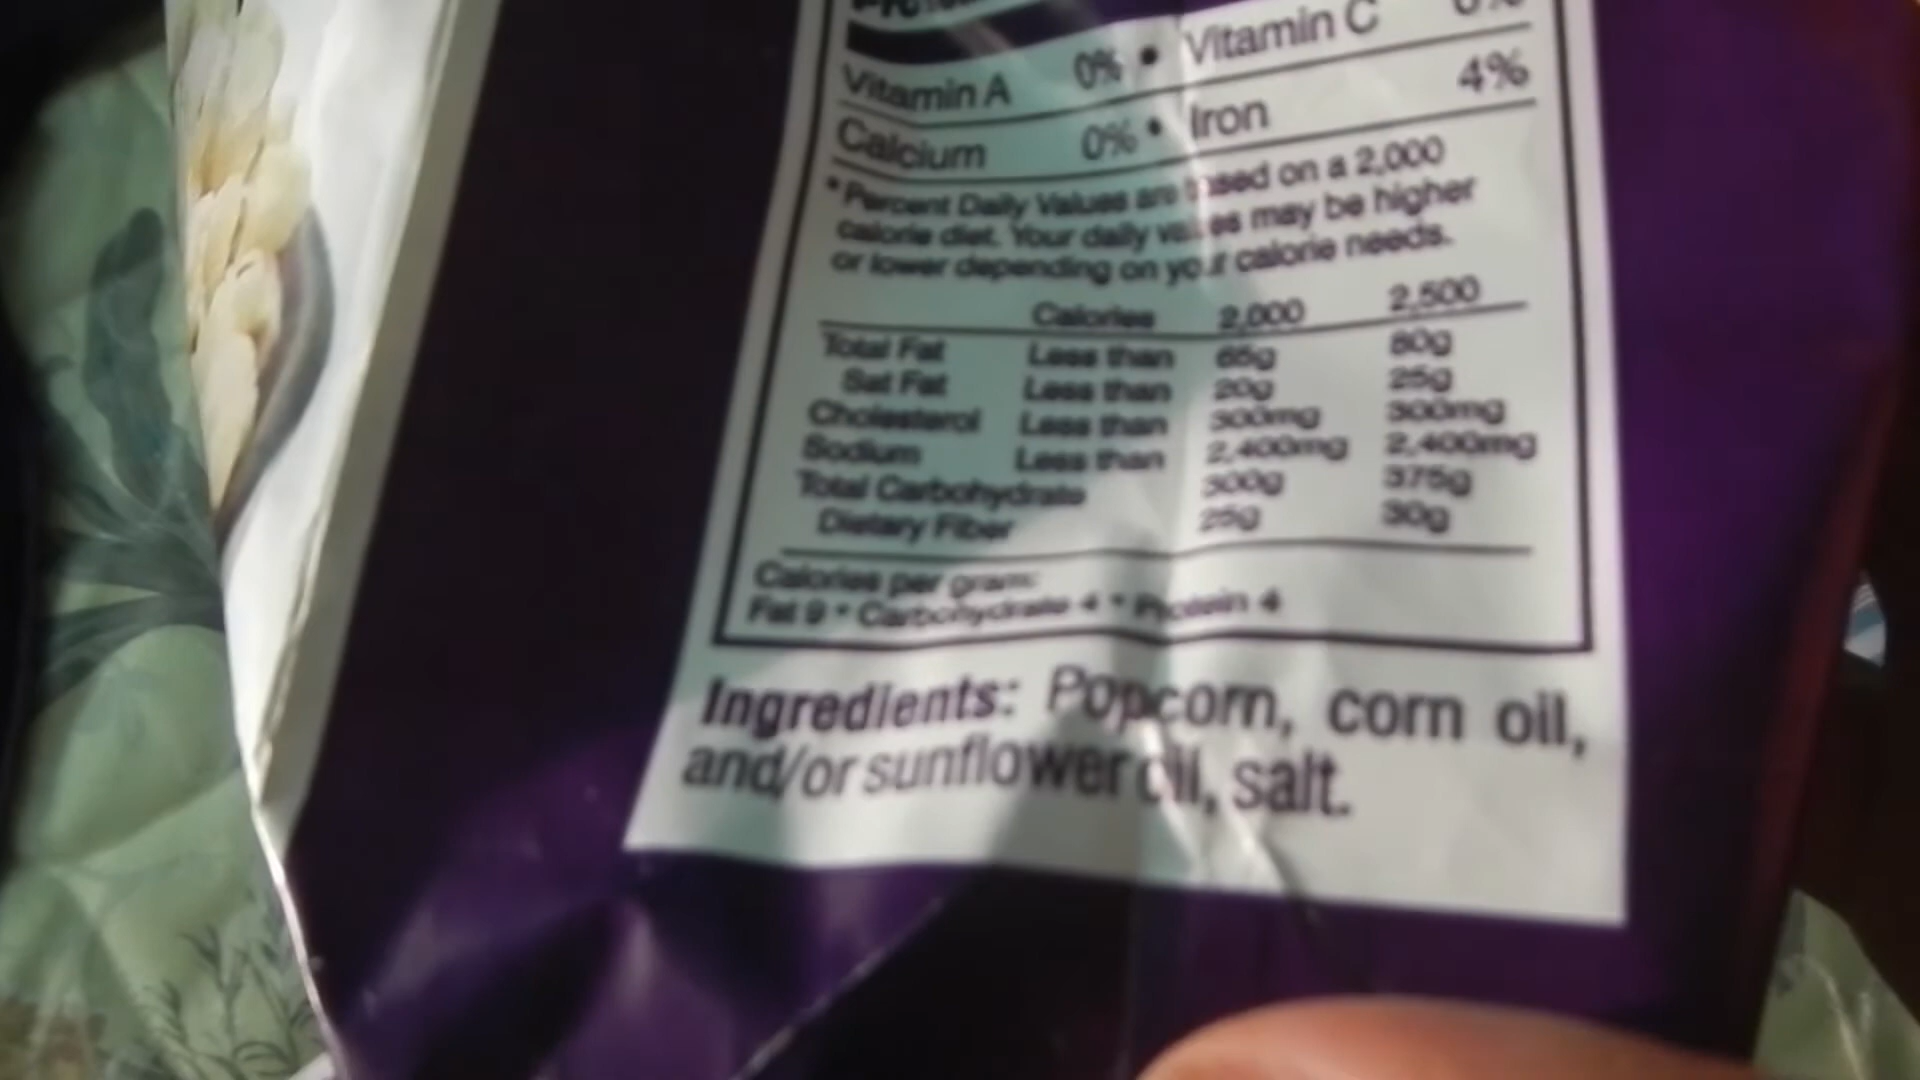 Vitamin A 0% • Vitamin C
Calcium 0% • Iron 4%
*Percent Daily Values are based on a 2,000
calorie diet. Your daily values may be higher
or lower depending on your calorie needs.
Calories 2,000 2,500
Total Fat Less than 65g 80g
Sat Fat Less than 20g 25g
Cholesterol Less than 300mg 300mg
Sodium Less than 2,400mg 2,400mg
Total Carbohydrate 300g 375g
Dietary Fiber 25g 30g
Calories per gram:
Fat 9 • Carbohydrate 4 • Protein 4
Ingredients: Popcorn, corn oil,
and/or sunflower oil, salt.